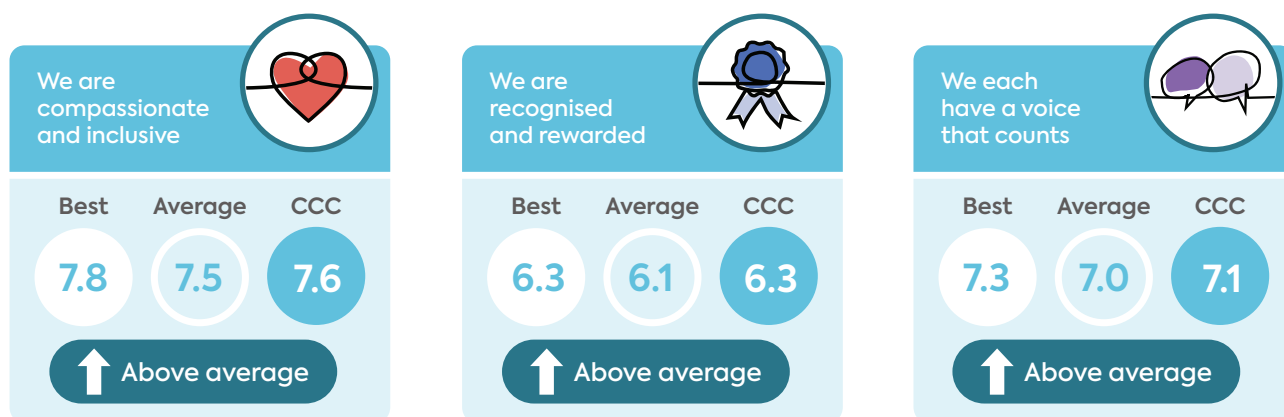 We are
compassionate
and inclusive
Best Average CCC
7.8 7.5 7.6
Above average
We are
recognised
and rewarded
Best Average CCC
6.3 6.1 6.3
Above average
We each
have a voice
that counts
Best Average CCC
7.3 7.0 7.1
Above average